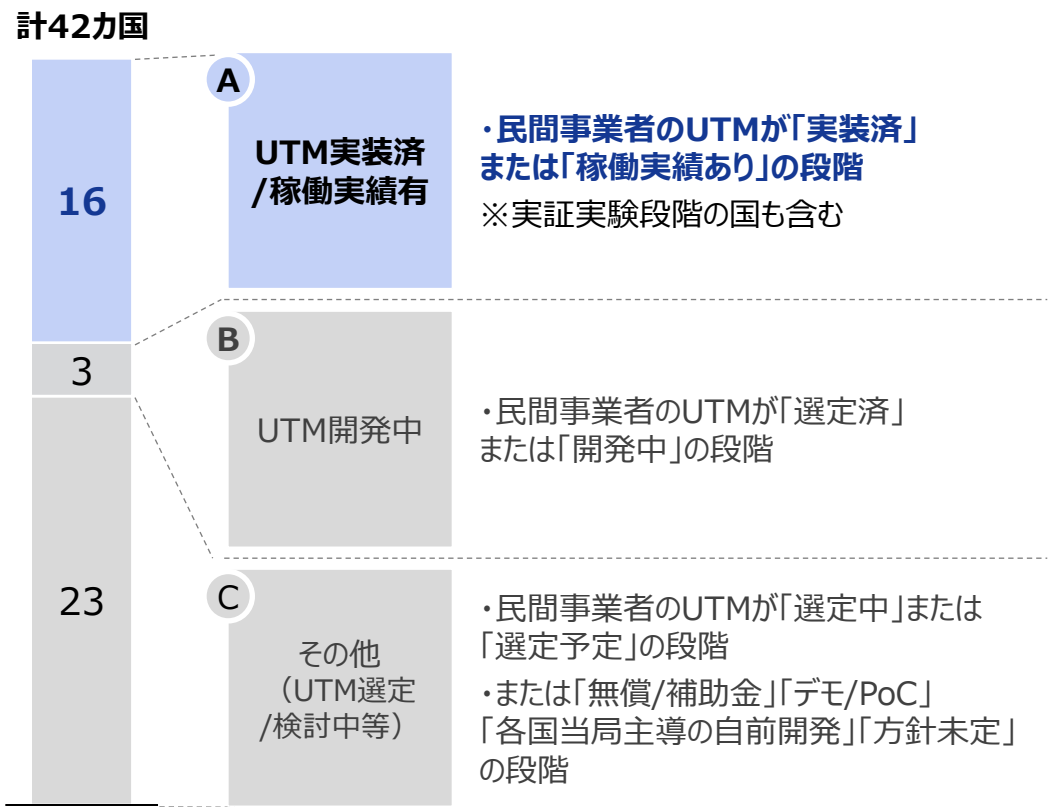 計42カ国
16
3
23
A
UTM実装済
/稼働実績有
・民間事業者のUTMが「実装済」
または「稼働実績あり」の段階
※実証実験段階の国も含む
B
UTM開発中
・民間事業者のUTMが「選定済」
または「開発中」の段階
C
その他
（UTM選定
/検討中等）
・民間事業者のUTMが「選定中」または
「選定予定」の段階
・または「無償/補助金」「デモ/PoC」
「各国当局主導の自前開発」「方針未定」
の段階